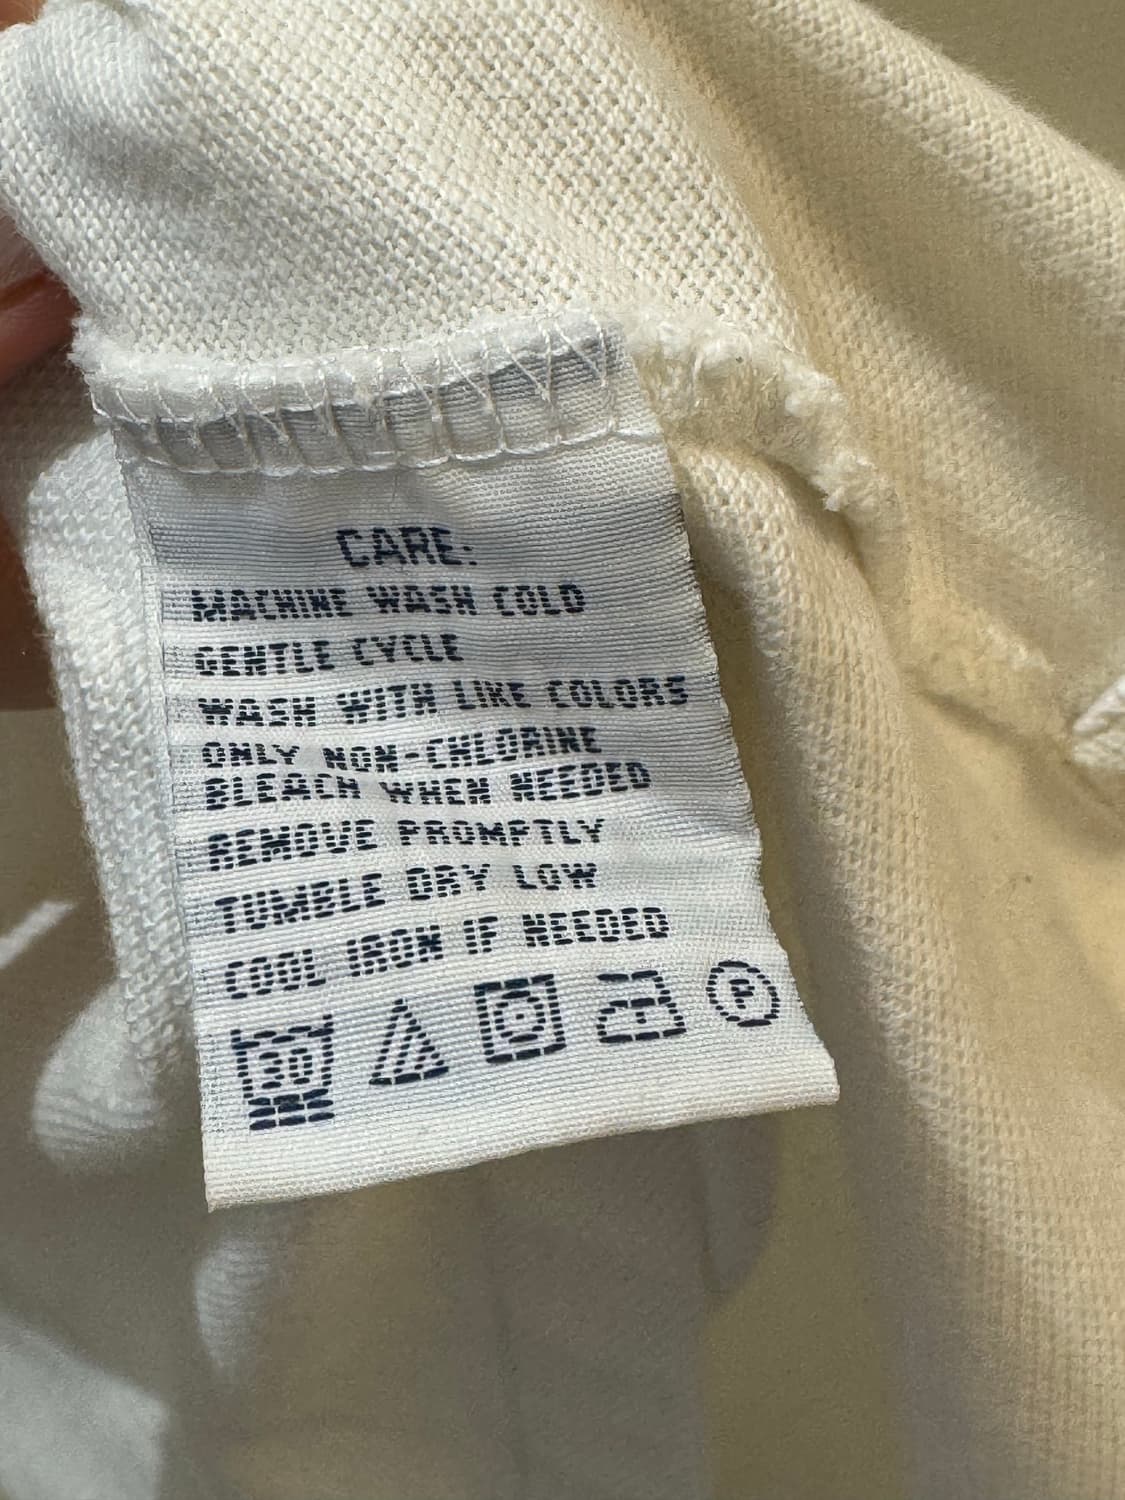 CARE:
MACHINE WASH COLD
GENTLE CYCLE
WASH WITH LIKE COLORS
ONLY NON-CHLORINE
BLEACH WHEN NEEDED
REMOVE PROMPTLY
TUMBLE DRY LOW
COOL IRON IF NEEDED
30 P